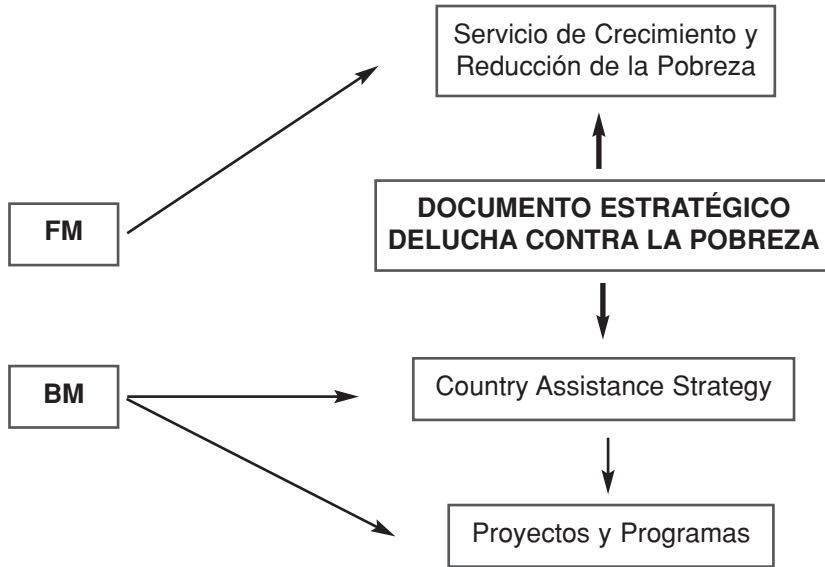 Servicio de Crecimiento y
Reducción de la Pobreza
FM
DOCUMENTO ESTRATÉGICO
DELUCHA CONTRA LA POBREZA
BM
Country Assistance Strategy
Proyectos y Programas